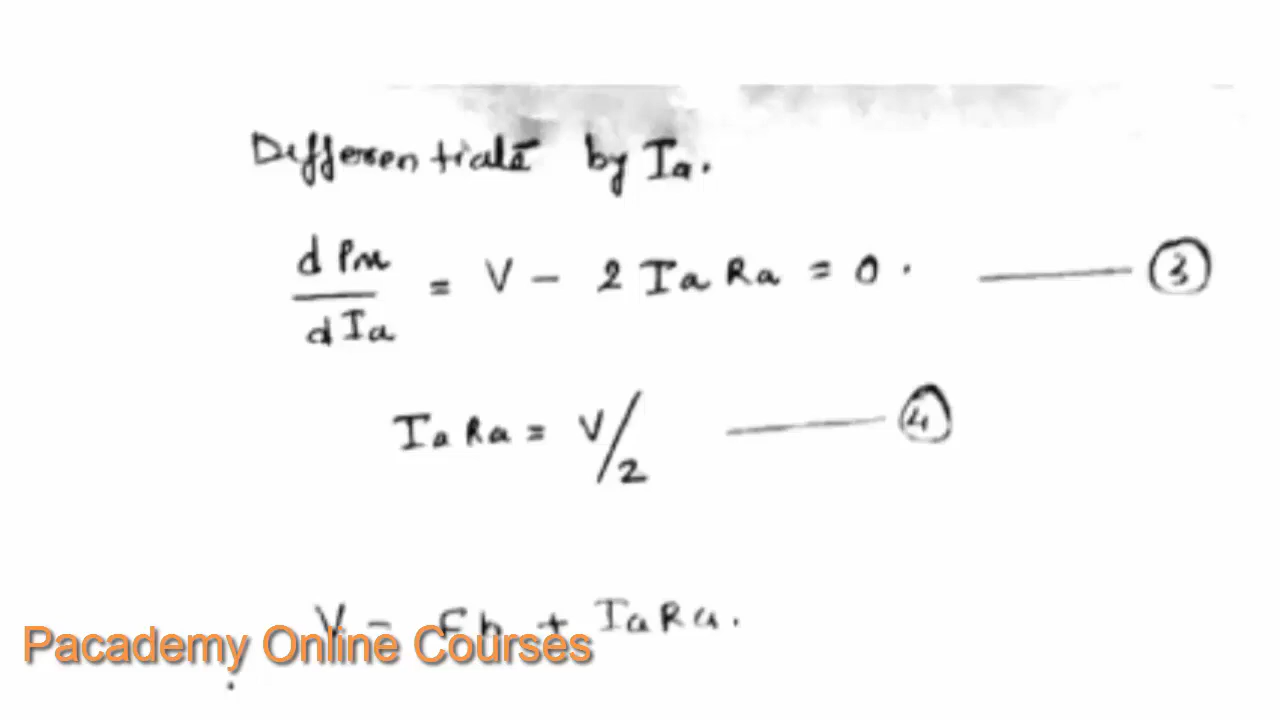 Differentiate by Ia.
d Pm
/ d Ia = V - 2 Ia Ra = 0. — ③
Ia Ra = V/2 — ④
V = Eb + Ia Ra.
Pacademy Online Courses